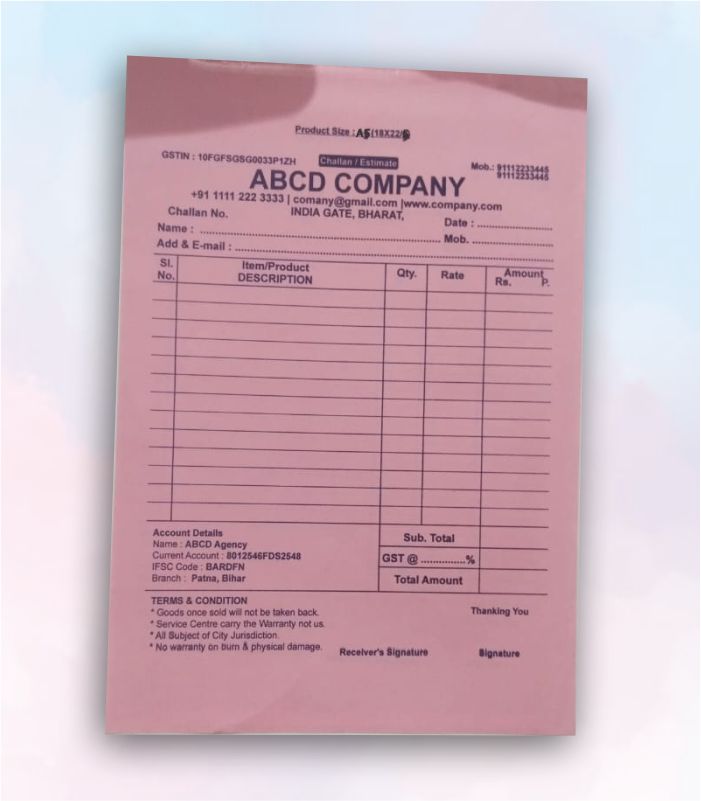 Product Size : A5(18X22/8
GSTIN : 10FGFSGSG0033P1ZH
Challan / Estimate
Mob.: 91112233445
91112233445
ABCD COMPANY
+91 1111 222 3333 | comany@gmail.com |www.company.com
Challan No.
INDIA GATE, BHARAT,
Date : ....................
Name : ............................................................ Mob. ....................
Add & E-mail : ................................................................................
Sl. No. Item/Product DESCRIPTION Qty. Rate Amount Rs. P.
Account Details
Name : ABCD Agency
Current Account : 8012546FDS2548
IFSC Code : BARDFN
Branch : Patna, Bihar
Sub. Total
GST @ ...............%
Total Amount
TERMS & CONDITION
* Goods once sold will not be taken back.
* Service Centre carry the Warranty not us.
* All Subject of City Jurisdiction.
* No warranty on burn & physical damage.
Thanking You
Receiver's Signature
Signature